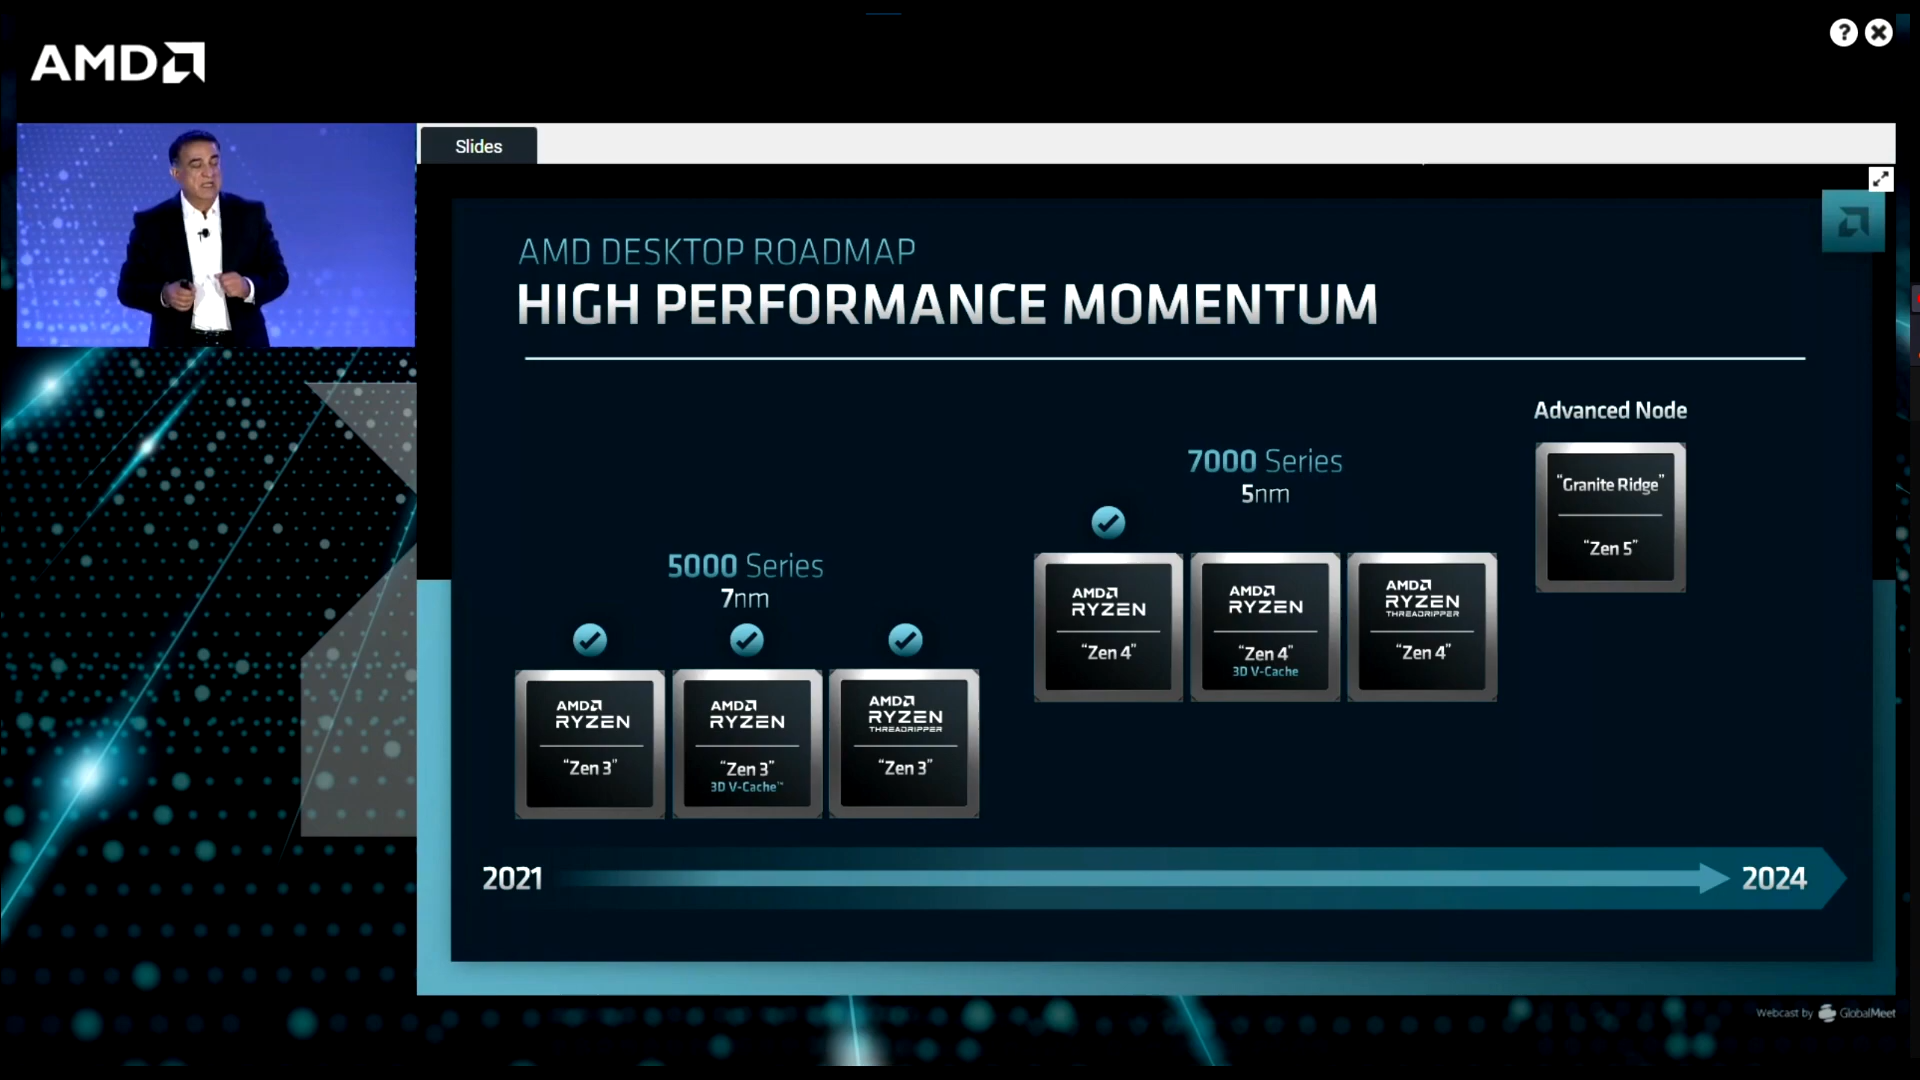 AMD
Slides
AMD DESKTOP ROADMAP
HIGH PERFORMANCE MOMENTUM
Advanced Node
"Granite Ridge"
"Zen 5"
7000 Series
5nm
AMD
RYZEN
"Zen 4"
AMD
RYZEN
"Zen 4"
3D V-Cache
AMD
RYZEN
THREADRIPPER
"Zen 4"
5000 Series
7nm
AMD
RYZEN
"Zen 3"
AMD
RYZEN
"Zen 3"
3D V-Cache™
AMD
RYZEN
THREADRIPPER
"Zen 3"
2021
2024
Webcast by GlobalMeet